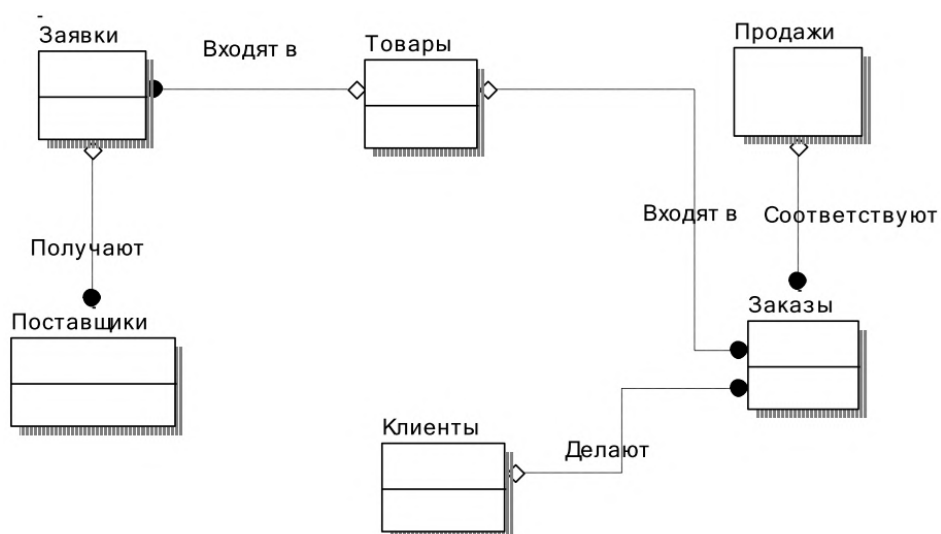 Заявки
Входят в
Товары
Продажи
Входят в
Соответствуют
Получают
Поставщики
Заказы
Клиенты
Делают